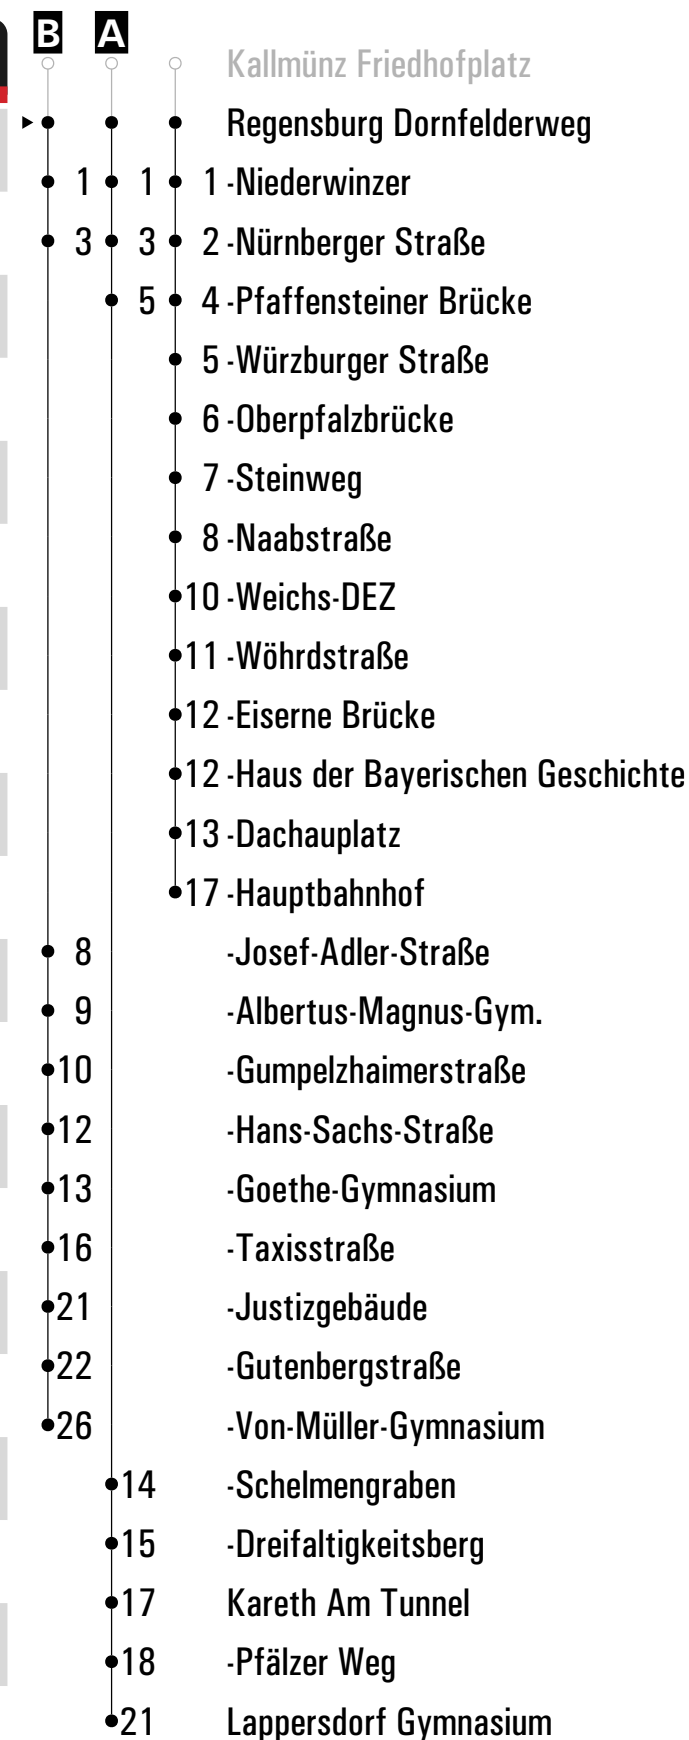 B A
Kallmünz Friedhofplatz
Regensburg Dornfelderweg
1 1 1 -Niederwinzer
3 3 2 -Nürnberger Straße
5 4 -Pfaffensteiner Brücke
5 -Würzburger Straße
6 -Oberpfalzbrücke
7 -Steinweg
8 -Naabstraße
10 -Weichs-DEZ
11 -Wöhrdstraße
12 -Eiserne Brücke
12 -Haus der Bayerischen Geschichte
13 -Dachauplatz
17 -Hauptbahnhof
8 -Josef-Adler-Straße
9 -Albertus-Magnus-Gym.
10 -Gumpelzhaimerstraße
12 -Hans-Sachs-Straße
13 -Goethe-Gymnasium
16 -Taxisstraße
21 -Justizgebäude
22 -Gutenbergstraße
26 -Von-Müller-Gymnasium
14 -Schelmengraben
15 -Dreifaltigkeitsberg
17 Kareth Am Tunnel
18 -Pfälzer Weg
21 Lappersdorf Gymnasium